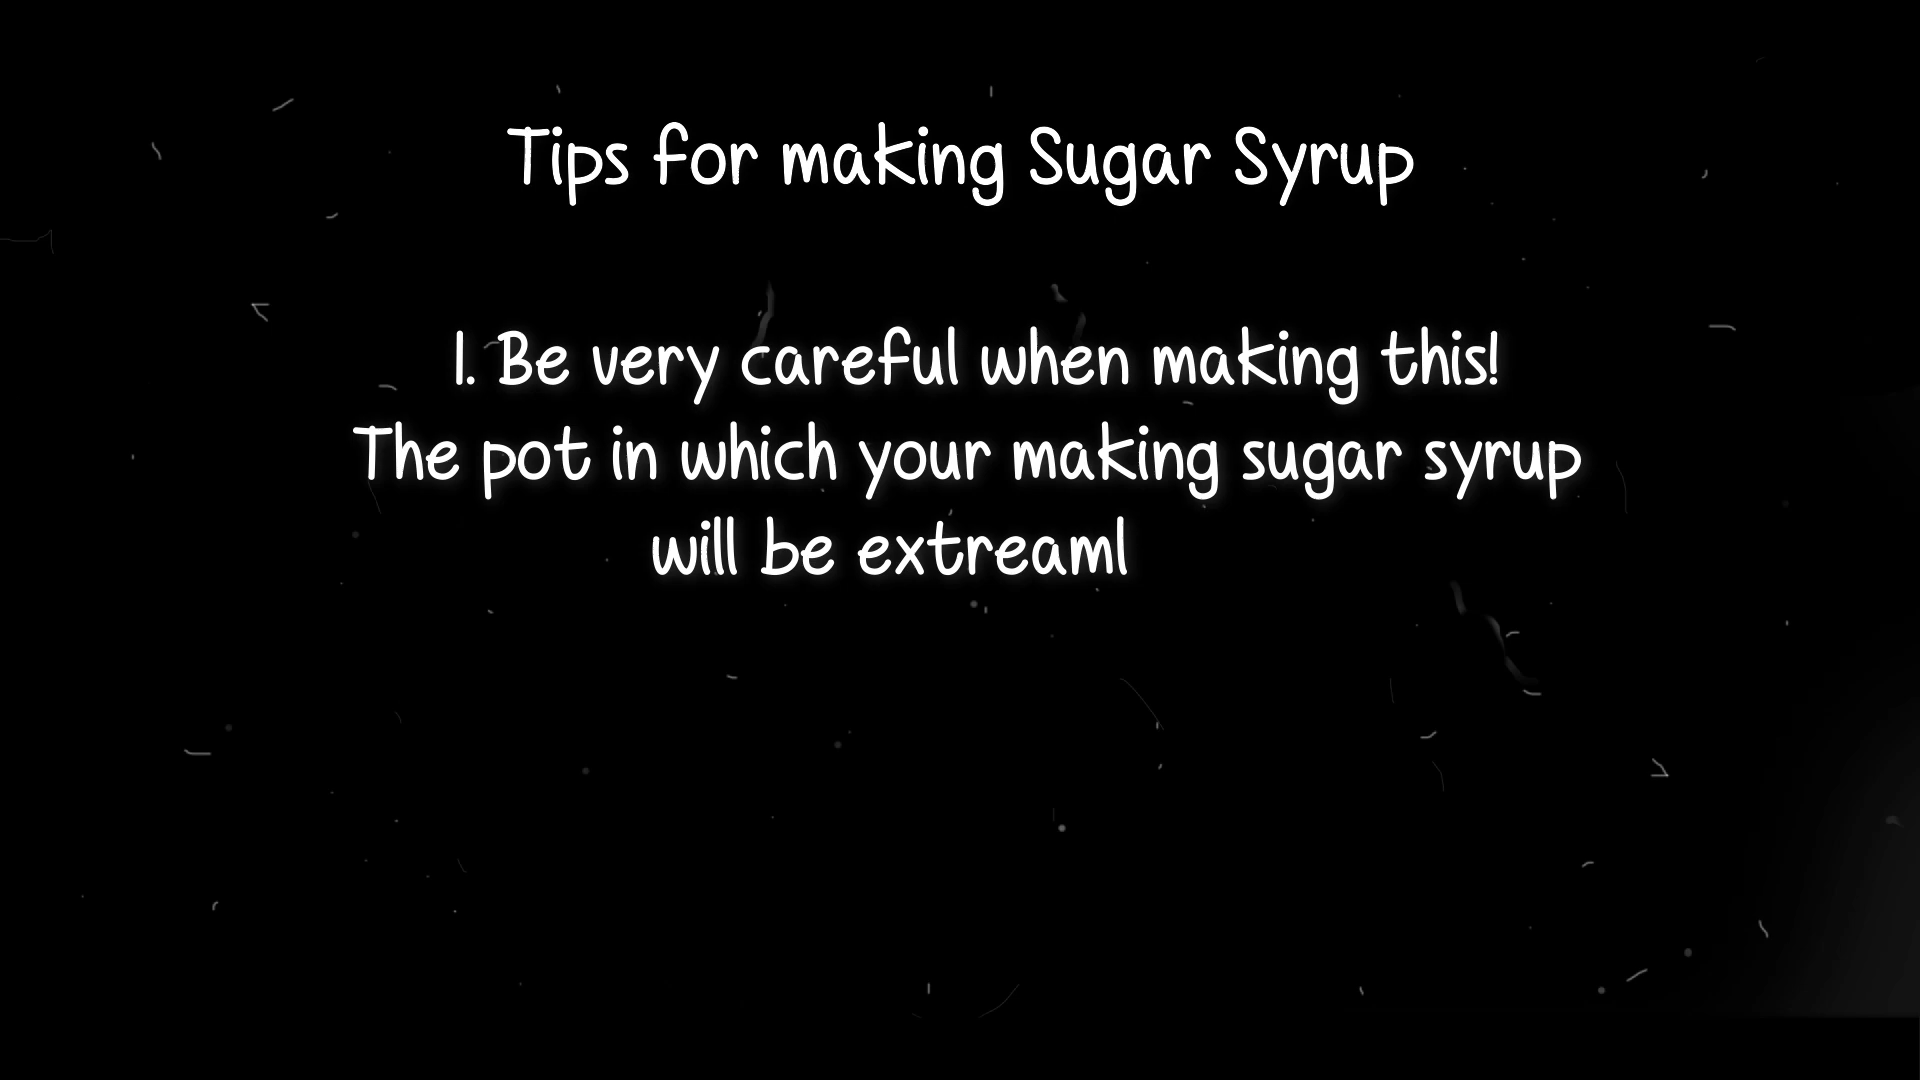 Tips for making Sugar Syrup
1. Be very careful when making this!
The pot in which your making sugar syrup
will be extreaml